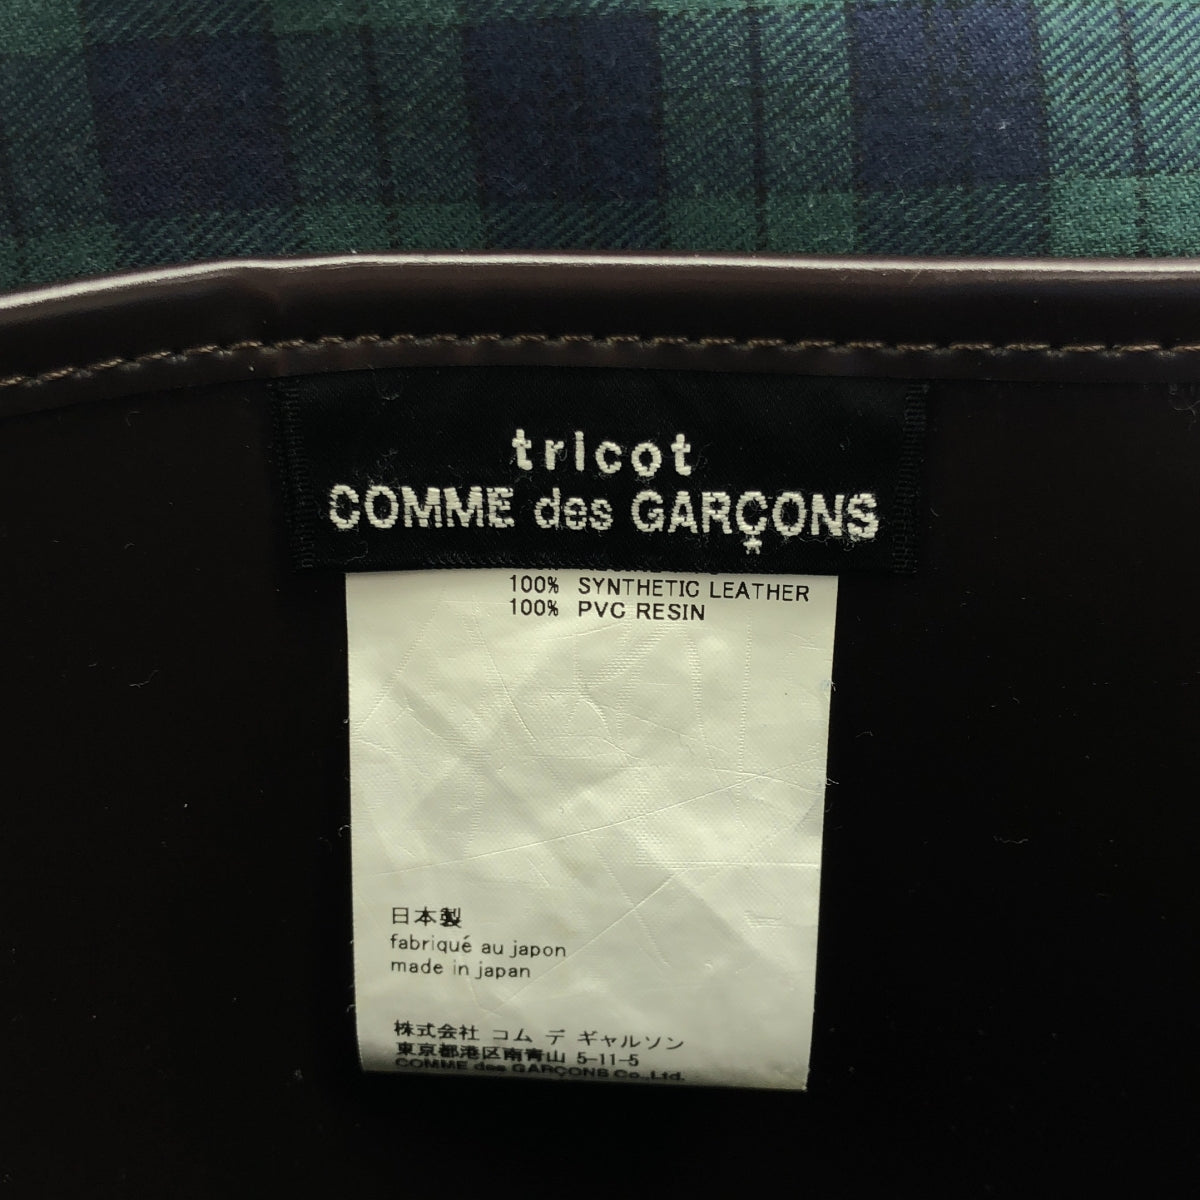 tricot
COMME des GARÇONS
100% SYNTHETIC LEATHER
100% PVC RESIN
日本製
fabriqué au japon
made in japan
株式会社 コム デ ギャルソン
東京都港区南青山 5-11-5
COMME des GARÇONS Co.,Ltd.